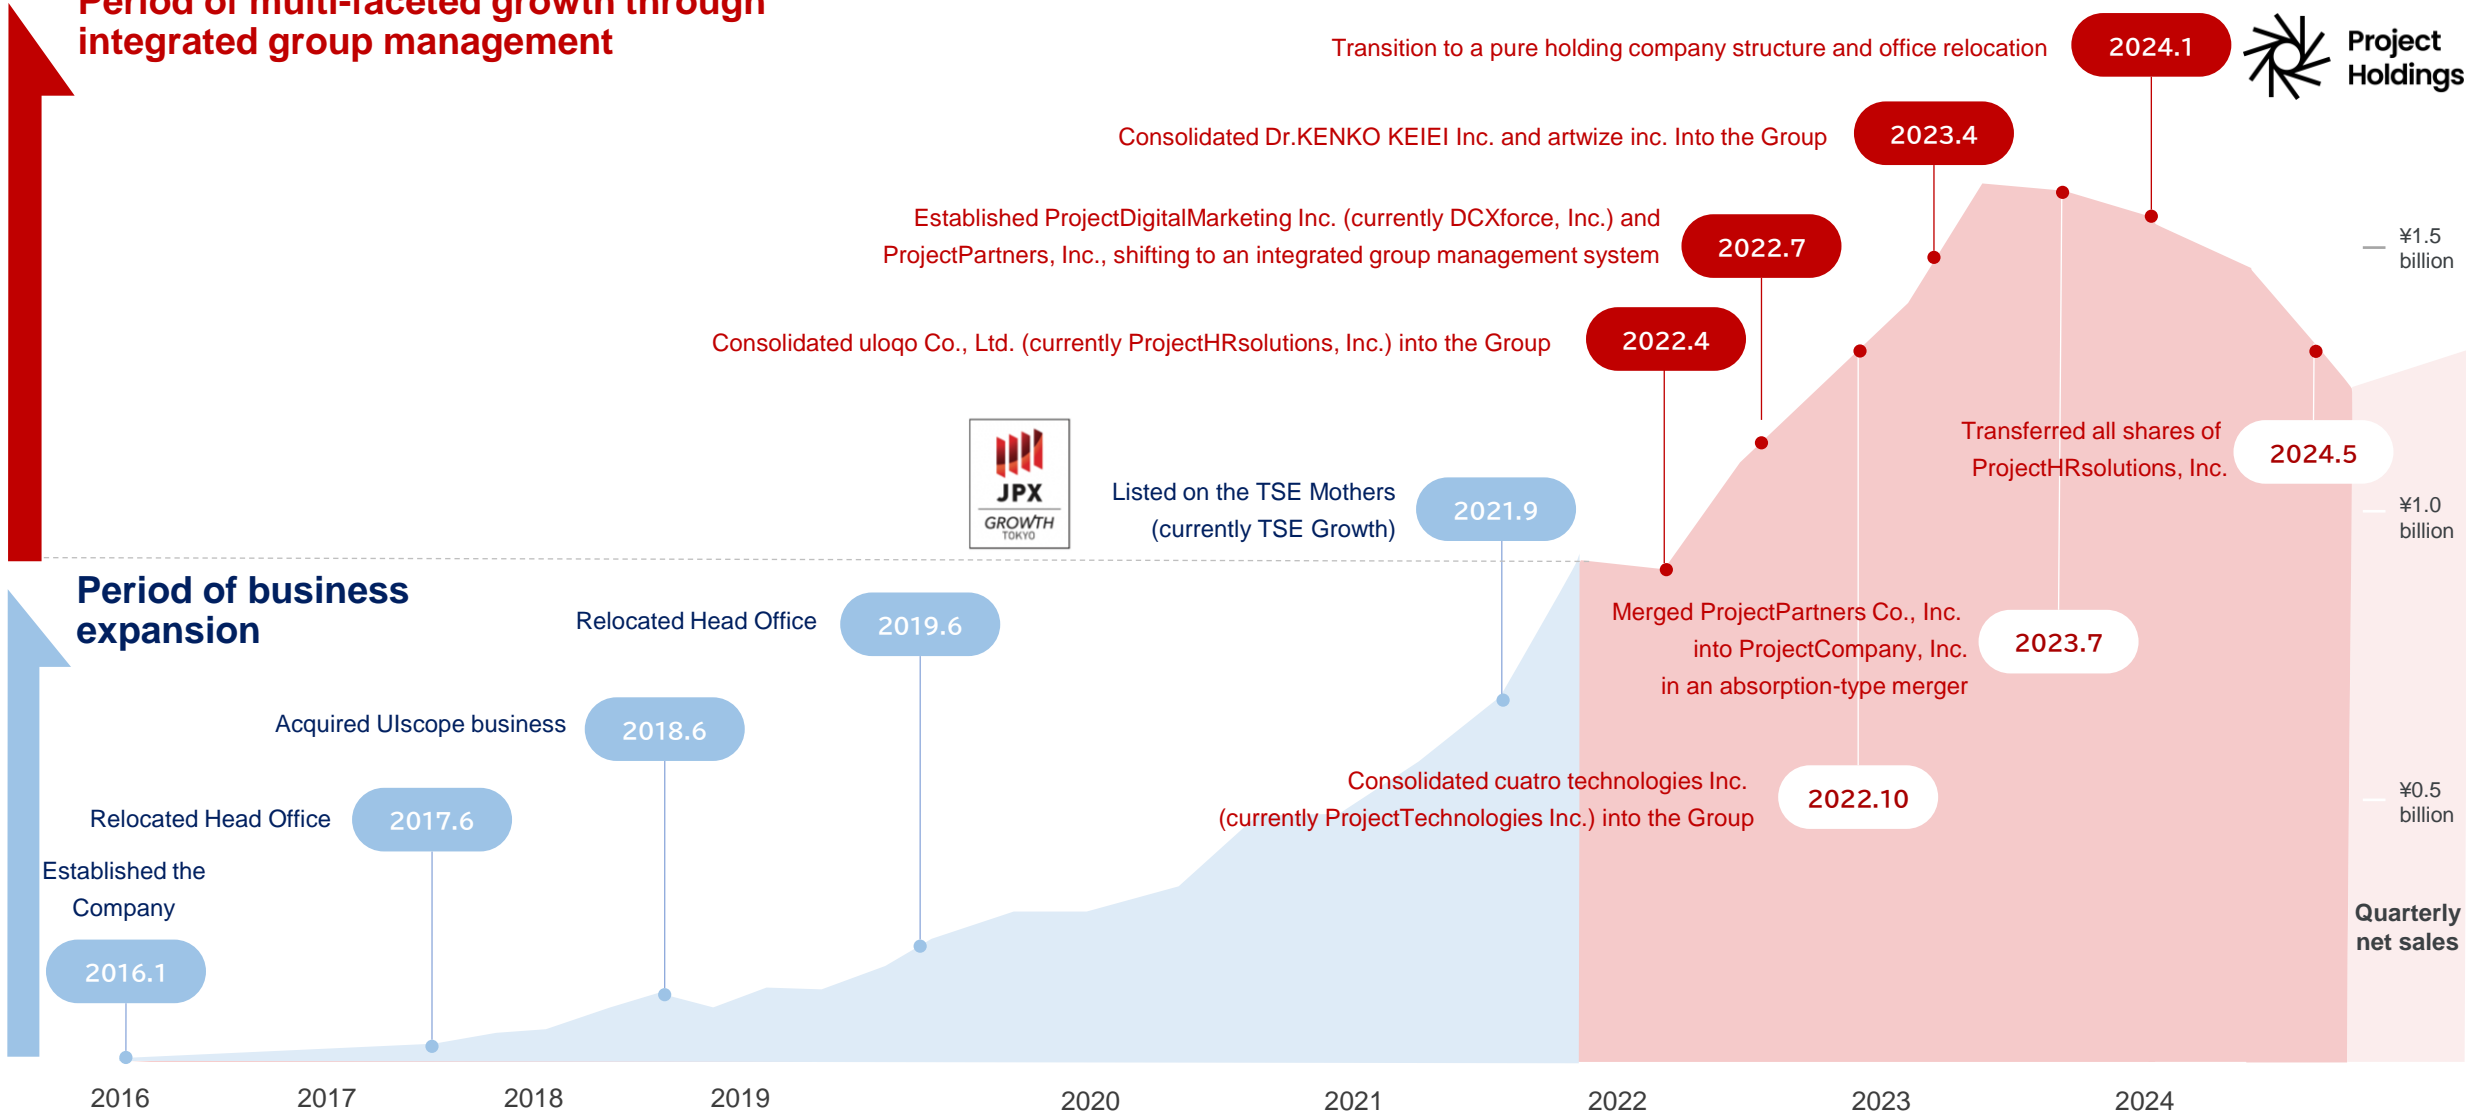 Period of multi-faceted growth through
integrated group management
Transition to a pure holding company structure and office relocation
2024.1
Project
Holdings
Consolidated Dr.KENKO KEIEI Inc. and artwize inc. Into the Group
2023.4
Established ProjectDigitalMarketing Inc. (currently DCXforce, Inc.) and
ProjectPartners, Inc., shifting to an integrated group management system
2022.7
¥1.5
billion
Consolidated uloqo Co., Ltd. (currently ProjectHRsolutions, Inc.) into the Group
2022.4
Transferred all shares of
ProjectHRsolutions, Inc.
2024.5
JPX
GROWTH
TOKYO
Listed on the TSE Mothers
(currently TSE Growth)
2021.9
¥1.0
billion
Period of business
expansion
Relocated Head Office
2019.6
Merged ProjectPartners Co., Inc.
into ProjectCompany, Inc.
in an absorption-type merger
2023.7
Acquired UIscope business
2018.6
Consolidated cuatro technologies Inc.
(currently ProjectTechnologies Inc.) into the Group
2022.10
¥0.5
billion
Relocated Head Office
2017.6
Established the
Company
2016.1
Quarterly
net sales
2016
2017
2018
2019
2020
2021
2022
2023
2024